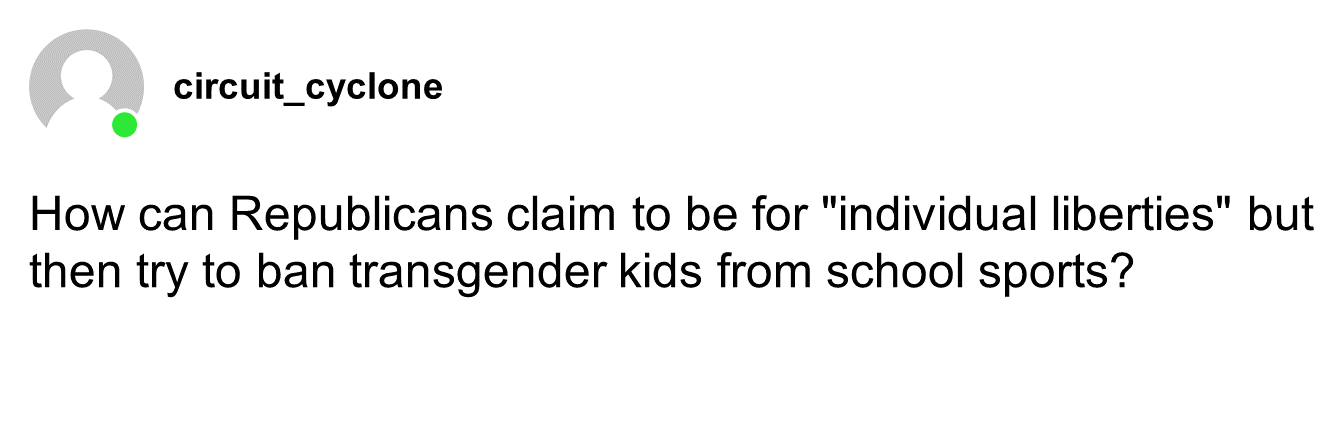 circuit_cyclone
How can Republicans claim to be for "individual liberties" but
then try to ban transgender kids from school sports?